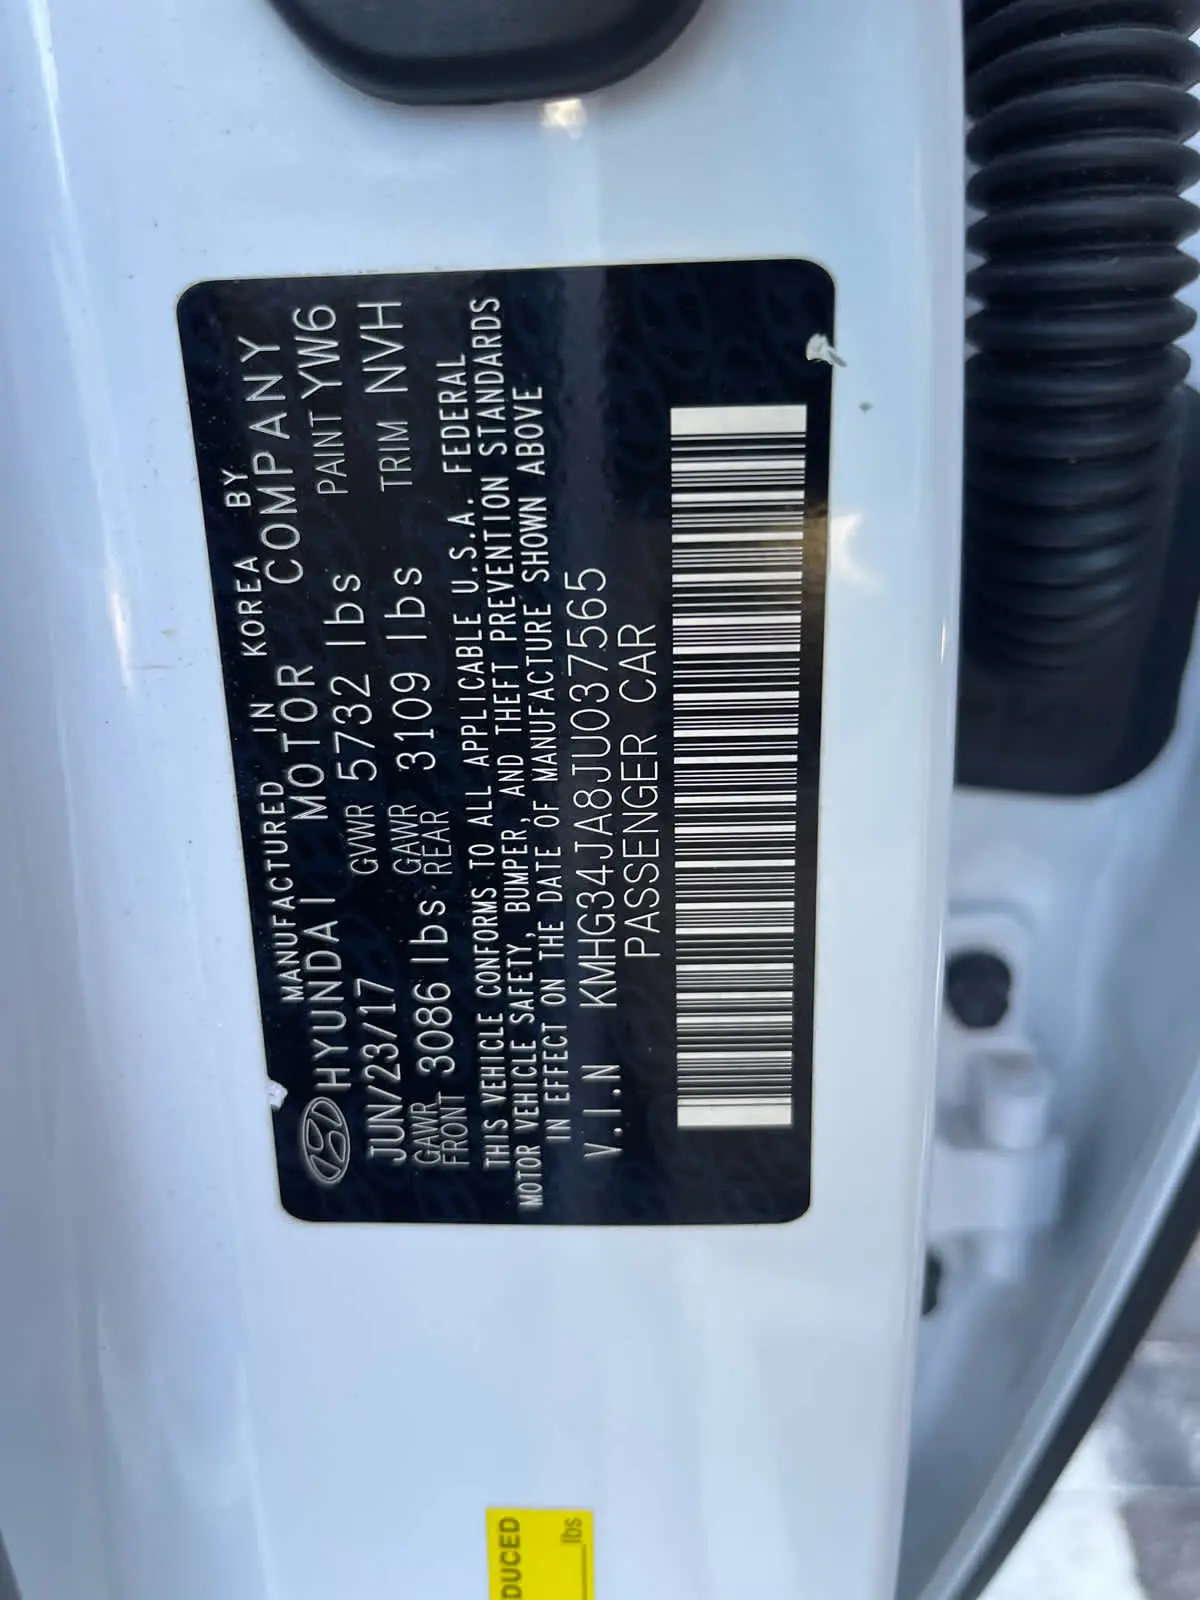 MANUFACTURED IN KOREA BY
HYUNDAI MOTOR COMPANY
JUN/23/17 GVWR 5732 lbs PAINT YW6
GAWR FRONT 3086 lbs GAWR REAR 3109 lbs TRIM NVH
THIS VEHICLE CONFORMS TO ALL APPLICABLE U.S.A. FEDERAL
MOTOR VEHICLE SAFETY, BUMPER, AND THEFT PREVENTION STANDARDS
IN EFFECT ON THE DATE OF MANUFACTURE SHOWN ABOVE
V.I.N KMHG34JA8JU037565
PASSENGER CAR
DUCED
lbs